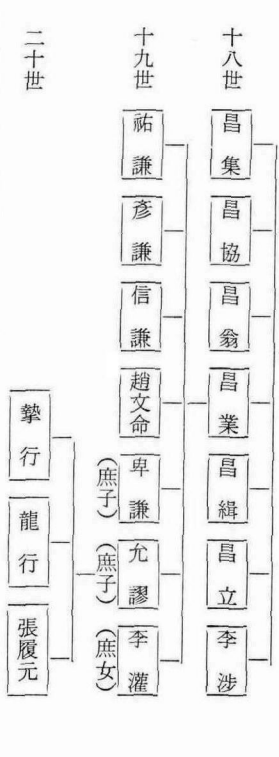 十八世
昌集
昌協
昌翁
昌業
昌緝
昌立
李涉
十九世
祐謙
彥謙
信謙
趙文命
卑謙
(庶子)
允謬
(庶子)
李灌
(庶女)
二十世
摯行
龍行
張履元